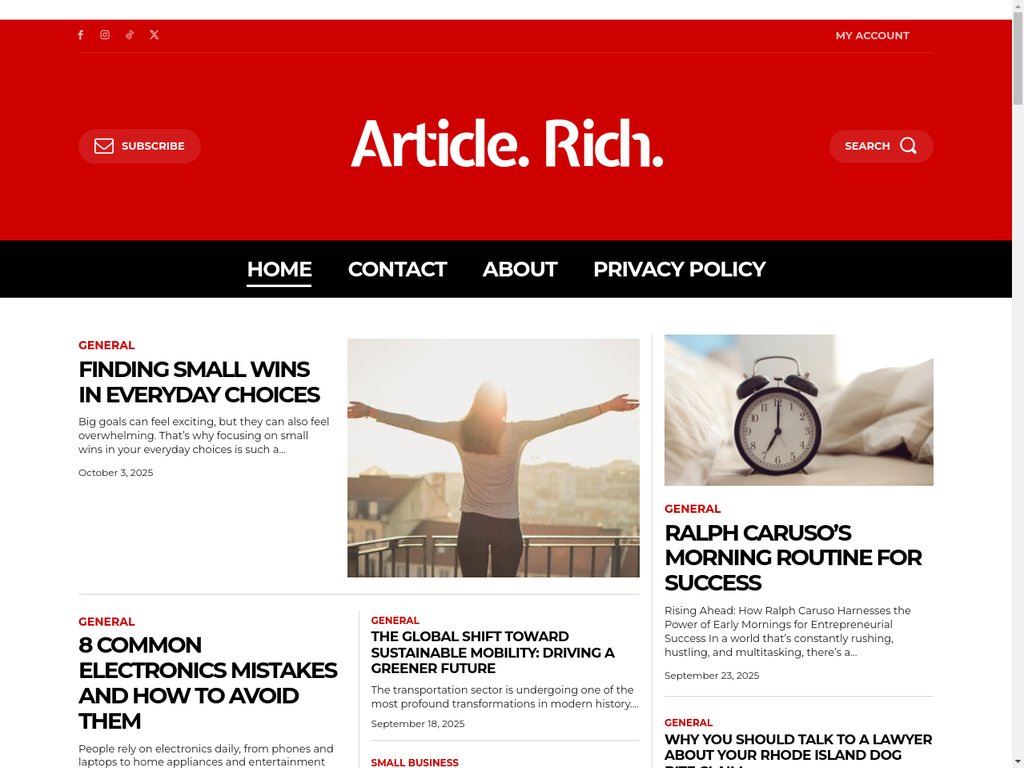 MY ACCOUNT
SUBSCRIBE
Article. Rich.
SEARCH
HOME
CONTACT
ABOUT
PRIVACY POLICY
GENERAL
FINDING SMALL WINS
IN EVERYDAY CHOICES
Big goals can feel exciting, but they can also feel
overwhelming. That’s why focusing on small
wins in your everyday choices is such a...
October 3, 2025
GENERAL
RALPH CARUSO’S
MORNING ROUTINE FOR
SUCCESS
Rising Ahead: How Ralph Caruso Harnesses the
Power of Early Mornings for Entrepreneurial
Success In a world that’s constantly rushing,
hustling, and multitasking, there’s a...
September 23, 2025
GENERAL
8 COMMON
ELECTRONICS MISTAKES
AND HOW TO AVOID
THEM
People rely on electronics daily, from phones and
laptops to home appliances and entertainment
GENERAL
THE GLOBAL SHIFT TOWARD
SUSTAINABLE MOBILITY: DRIVING A
GREENER FUTURE
The transportation sector is undergoing one of the
most profound transformations in modern history....
September 18, 2025
SMALL BUSINESS
GENERAL
WHY YOU SHOULD TALK TO A LAWYER
ABOUT YOUR RHODE ISLAND DOG
BITE CLAIM